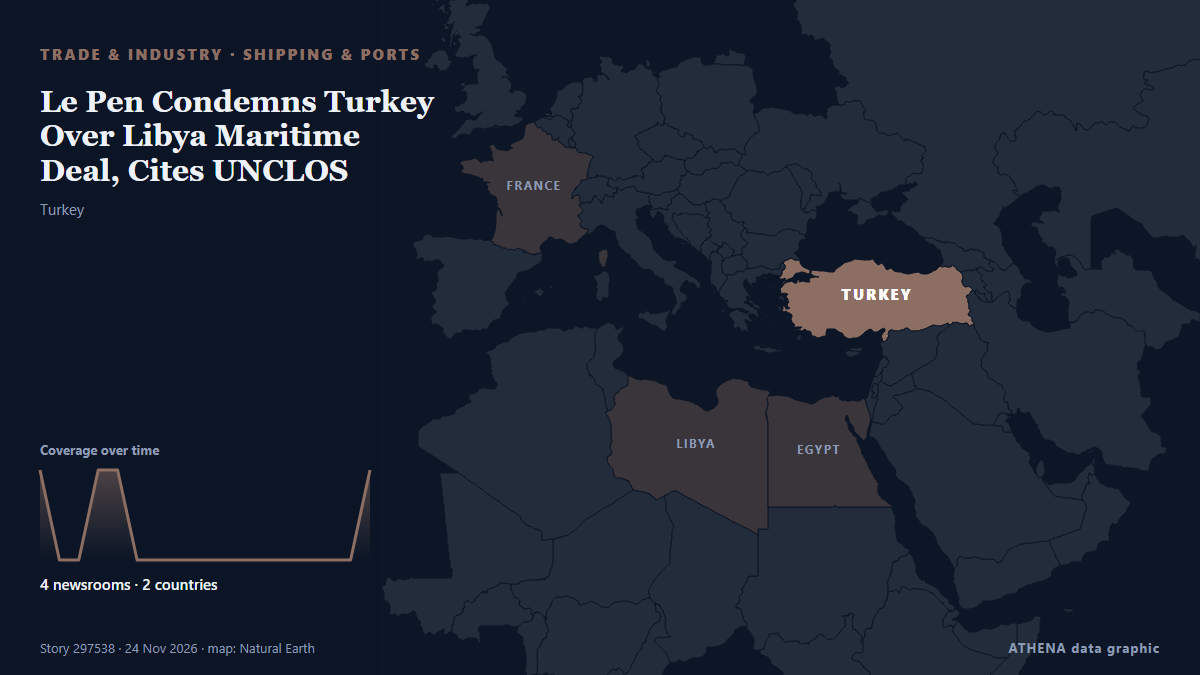 TRADE & INDUSTRY · SHIPPING & PORTS
Le Pen Condemns Turkey
Over Libya Maritime
Deal, Cites UNCLOS
Turkey
FRANCE
TURKEY
LIBYA
EGYPT
Coverage over time
4 newsrooms · 2 countries
Story 297538 · 24 Nov 2026 · map: Natural Earth
ATHENA data graphic